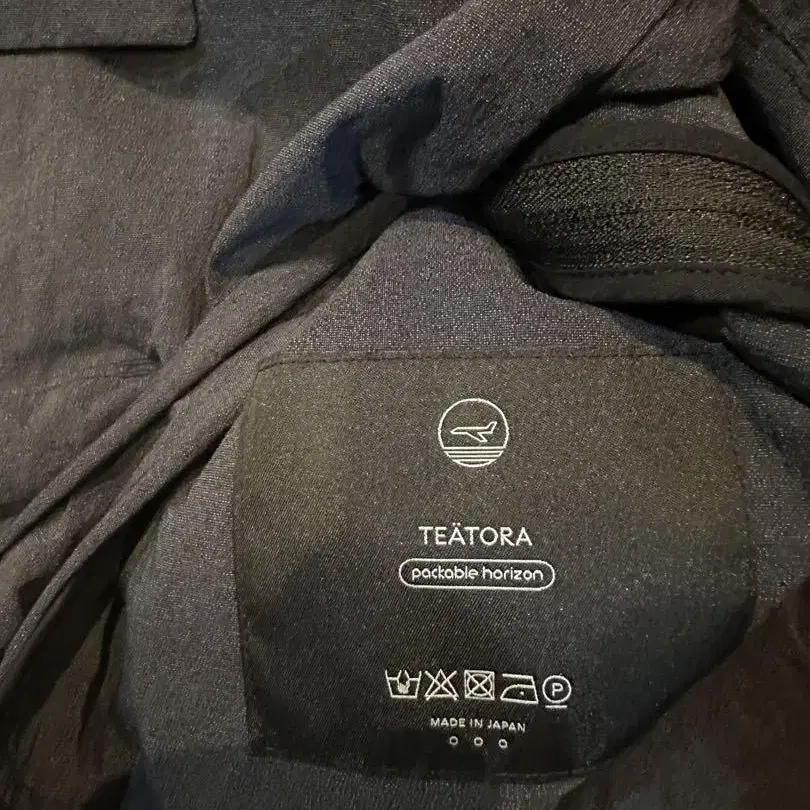 TEÄTORA
packable horizon
P
MADE IN JAPAN